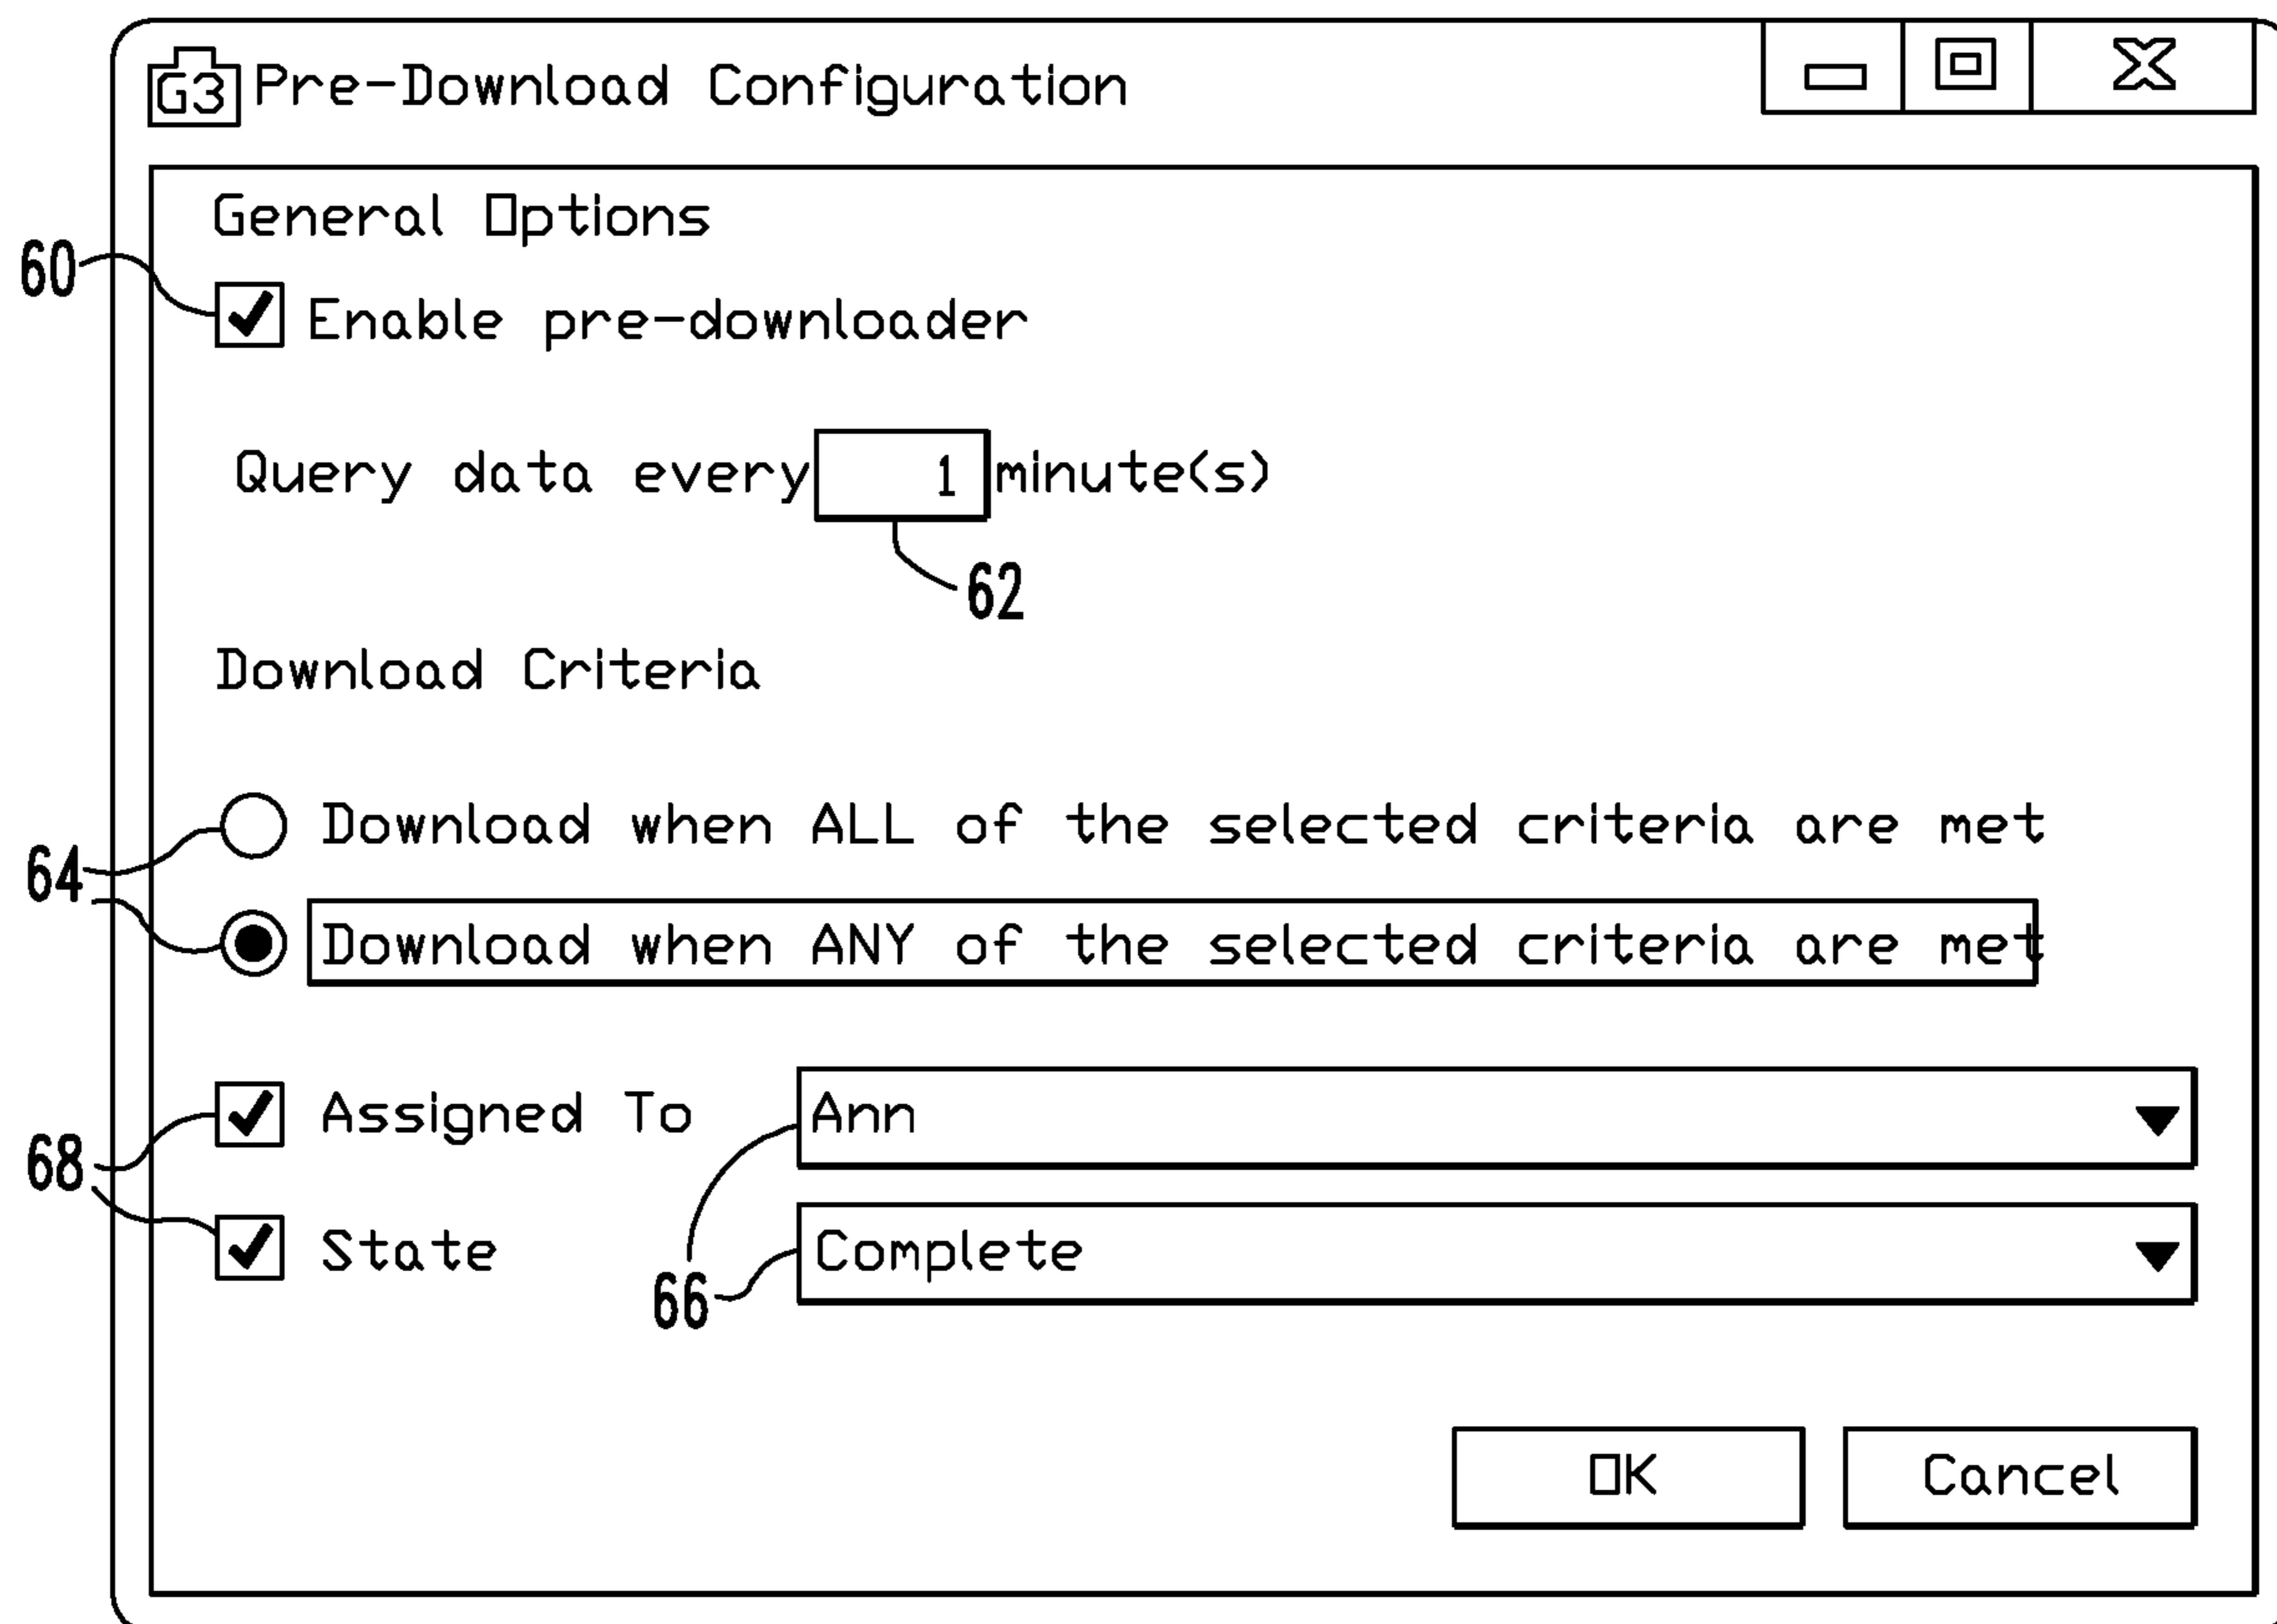 G3 Pre-Download Configuration
General Options
60
Enable pre-downloader
Query data every 1 minute(s)
62
Download Criteria
Download when ALL of the selected criteria are met
64
Download when ANY of the selected criteria are met
Assigned To Ann
68
State Complete
66
OK Cancel